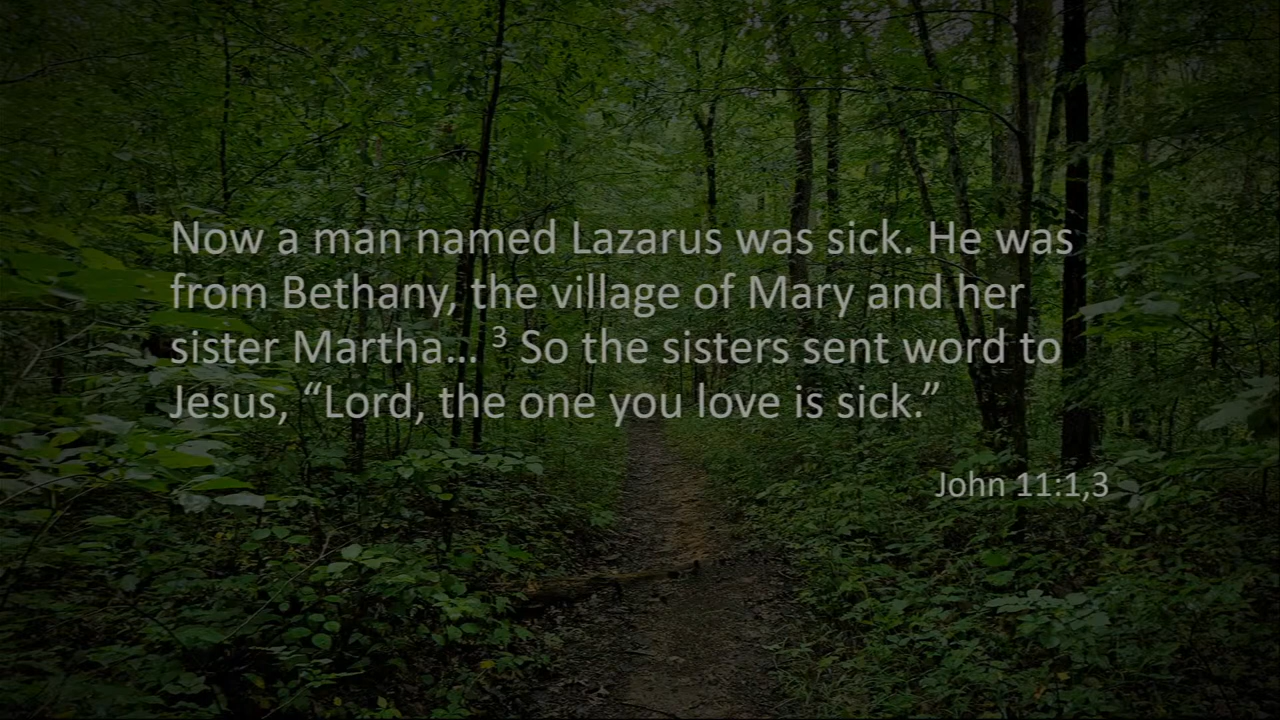 Now a man named Lazarus was sick. He was
from Bethany, the village of Mary and her
sister Martha... ³ So the sisters sent word to
Jesus, “Lord, the one you love is sick.”
John 11:1,3